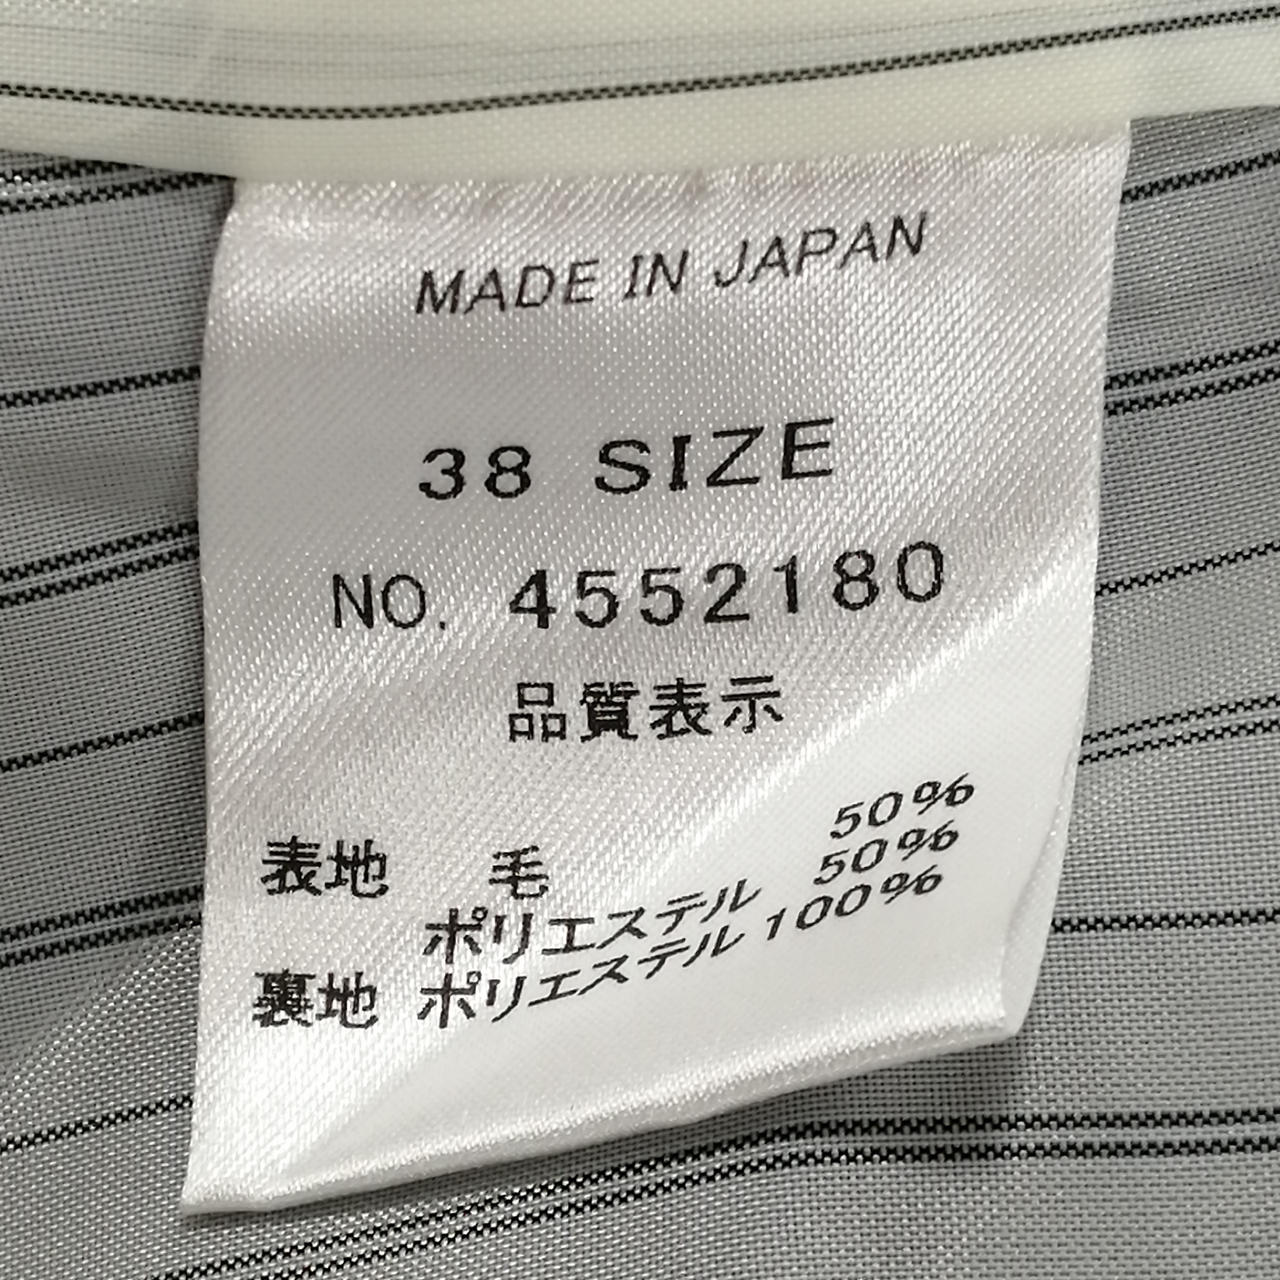 MADE IN JAPAN
38 SIZE
NO. 4552180
品質表示
表地 毛 50%
ポリエステル 50%
裏地 ポリエステル 100%